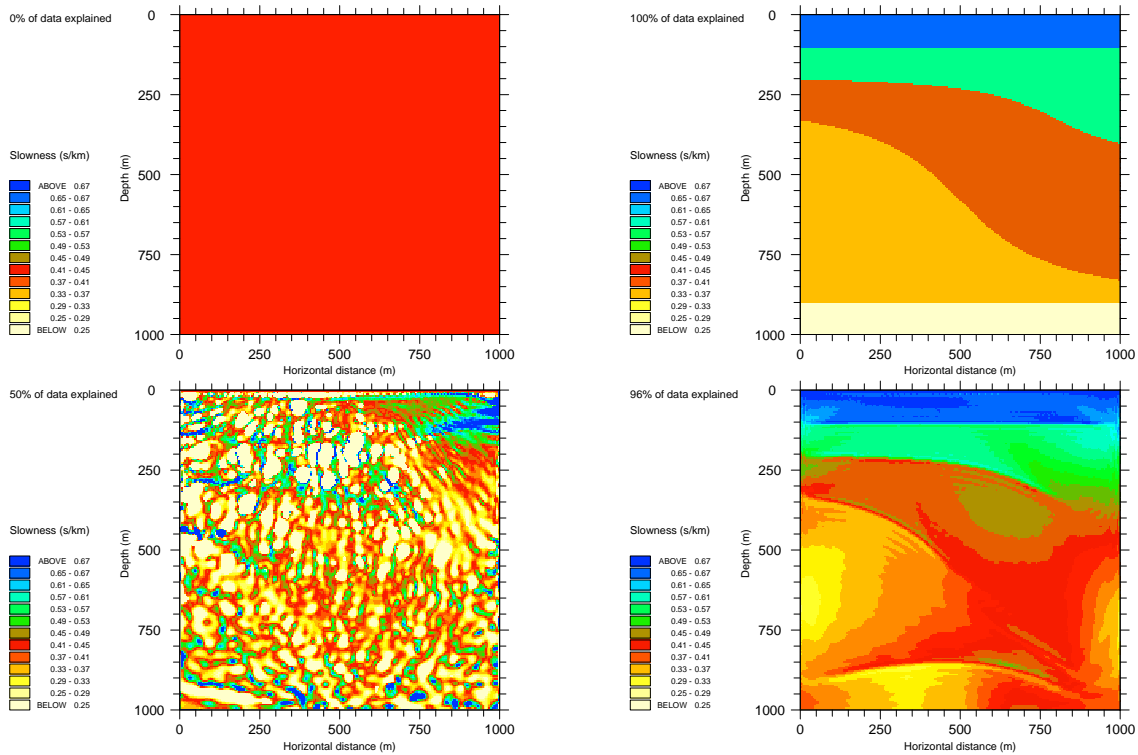 0% of data explained
Slowness (s/km)
ABOVE 0.67
0.65 - 0.67
0.61 - 0.65
0.57 - 0.61
0.53 - 0.57
0.49 - 0.53
0.45 - 0.49
0.41 - 0.45
0.37 - 0.41
0.33 - 0.37
0.29 - 0.33
0.25 - 0.29
BELOW 0.25
Depth (m)
0
250
500
750
1000
0 250 500 750 1000
Horizontal distance (m)
100% of data explained
Slowness (s/km)
ABOVE 0.67
0.65 - 0.67
0.61 - 0.65
0.57 - 0.61
0.53 - 0.57
0.49 - 0.53
0.45 - 0.49
0.41 - 0.45
0.37 - 0.41
0.33 - 0.37
0.29 - 0.33
0.25 - 0.29
BELOW 0.25
Depth (m)
0
250
500
750
1000
0 250 500 750 1000
Horizontal distance (m)
50% of data explained
Slowness (s/km)
ABOVE 0.67
0.65 - 0.67
0.61 - 0.65
0.57 - 0.61
0.53 - 0.57
0.49 - 0.53
0.45 - 0.49
0.41 - 0.45
0.37 - 0.41
0.33 - 0.37
0.29 - 0.33
0.25 - 0.29
BELOW 0.25
Depth (m)
0
250
500
750
1000
0 250 500 750 1000
Horizontal distance (m)
96% of data explained
Slowness (s/km)
ABOVE 0.67
0.65 - 0.67
0.61 - 0.65
0.57 - 0.61
0.53 - 0.57
0.49 - 0.53
0.45 - 0.49
0.41 - 0.45
0.37 - 0.41
0.33 - 0.37
0.29 - 0.33
0.25 - 0.29
BELOW 0.25
Depth (m)
0
250
500
750
1000
0 250 500 750 1000
Horizontal distance (m)